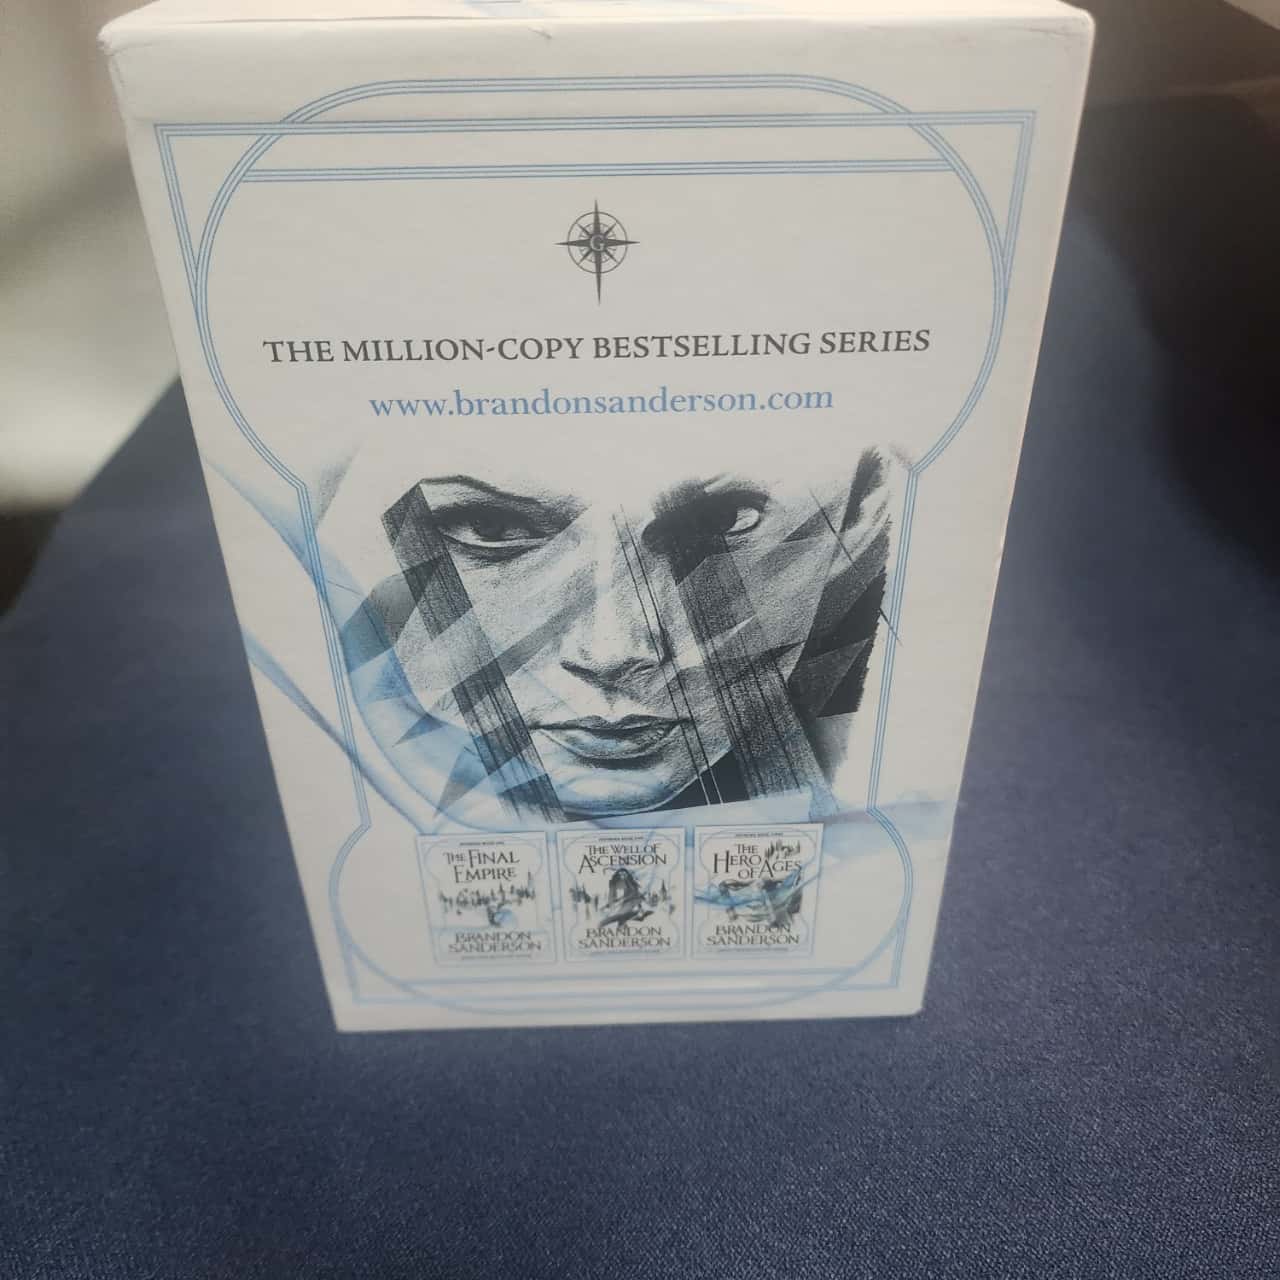 G
THE MILLION-COPY BESTSELLING SERIES
www.brandonsanderson.com
THE FINAL
EMPIRE
BRANDON
SANDERSON
THE WELL OF
ASCENSION
BRANDON
SANDERSON
THE
HERO
OF AGES
BRANDON
SANDERSON